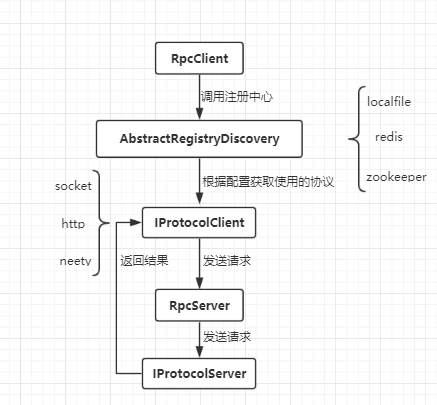 RpcClient
调用注册中心
localfile
AbstractRegistryDiscovery
redis
根据配置获取使用的协议
zookeeper
socket
http
IProtocolClient
neety
返回结果
发送请求
RpcServer
发送请求
IProtocolServer